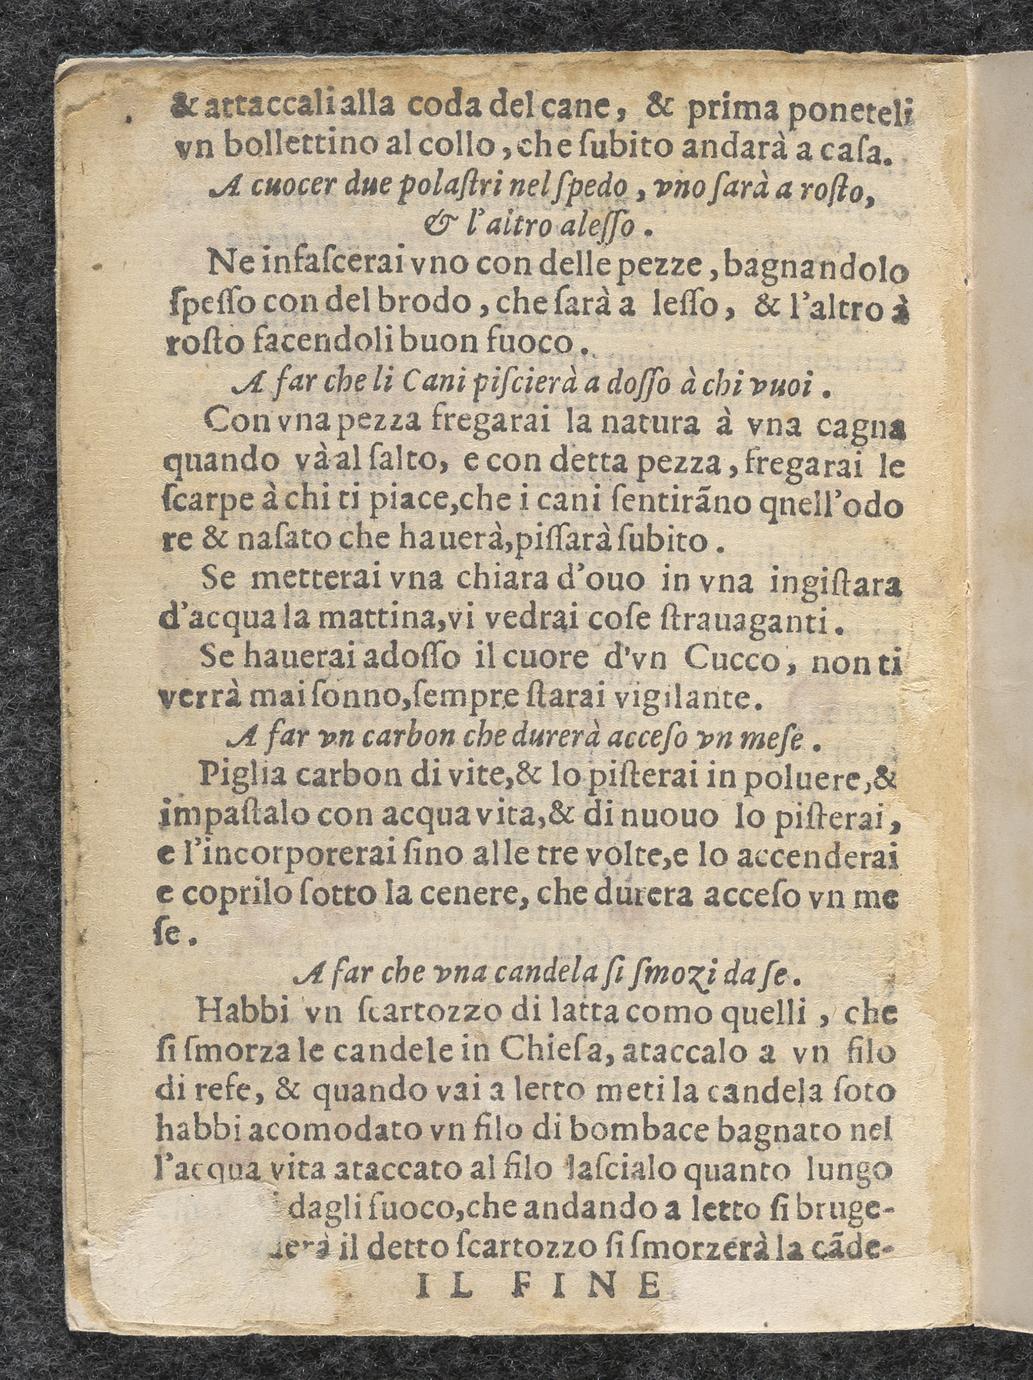 & attaccali alla coda del cane, & prima poneteli
vn bollettino al collo, che ſubito andarà a caſa.
A cuocer due polaſtri nel ſpedo, vno ſarà a roſto,
& l'altro aleſſo.
Ne infaſcerai vno con delle pezze, bagnandolo
ſpeſſo con del brodo, che ſarà a leſſo, & l'altro à
roſto facendoli buon fuoco.
A far che li Cani piſcierà a doſſo à chi vuoi.
Con vna pezza fregarai la natura à vna cagna
quando và al ſalto, e con detta pezza, fregarai le
ſcarpe à chi ti piace, che i cani ſentirãno qnell'odo
re & naſato che hauerà, piſſarà ſubito.
Se metterai vna chiara d'ouo in vna ingiſtara
d'acqua la mattina, vi vedrai coſe ſtrauaganti.
Se hauerai adoſſo il cuore d'vn Cucco, non ti
verrà mai ſonno, ſempre ſtarai vigilante.
A far vn carbon che durerà acceſo vn meſe.
Piglia carbon di vite, & lo piſterai in poluere, &
impaſtalo con acqua vita, & di nuouo lo piſterai,
e l'incorporerai ſino alle tre volte, e lo accenderai
e coprilo ſotto la cenere, che durera acceſo vn me
ſe.
A far che vna candela ſi ſmozi da ſe.
Habbi vn ſcartozzo di latta como quelli, che
ſi ſmorza le candele in Chieſa, ataccalo a vn filo
di refe, & quando vai a letto meti la candela ſoto
habbi acomodato vn filo di bombace bagnato nel
l'acqua vita ataccato al filo laſcialo quanto lungo
dagli fuoco, che andando a letto ſi bruge-
il detto ſcartozzo ſi ſmorzerà la cãde-
IL FINE